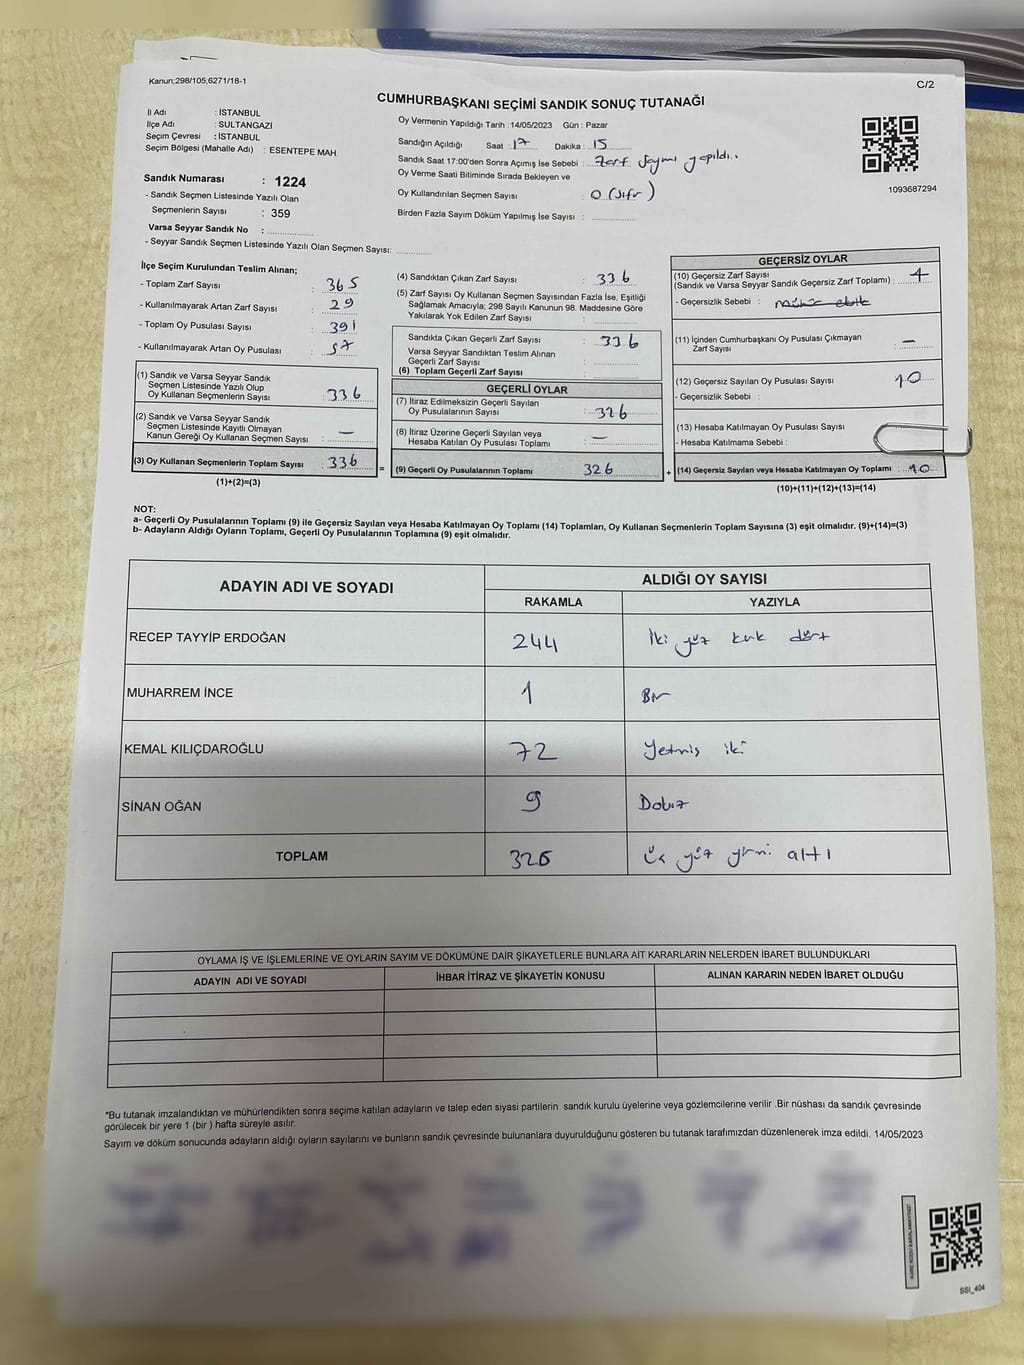 Kanun;298/105;6271/18-1
C/2
CUMHURBAŞKANI SEÇİMİ SANDIK SONUÇ TUTANAĞI
İl Adı : İSTANBUL
İlçe Adı : SULTANGAZİ
Seçim Çevresi : İSTANBUL
Seçim Bölgesi (Mahalle Adı) : ESENTEPE MAH.
Oy Vermenin Yapıldığı Tarih :14/05/2023 Gün : Pazar
Sandığın Açıldığı Saat : 17 Dakika : 15
Sandık Saat 17:00'den Sonra Açımış İse Sebebi : Zarf Sayımı yapıldı..
Oy Verme Saati Bitiminde Sırada Bekleyen ve
Oy Kullandırılan Seçmen Sayısı : 0 (sıfır)
Birden Fazla Sayım Döküm Yapılmış İse Sayısı :
1093687294
Sandık Numarası : 1224
- Sandık Seçmen Listesinde Yazılı Olan
Seçmenlerin Sayısı : 359
Varsa Seyyar Sandık No :
- Seyyar Sandık Seçmen Listesinde Yazılı Olan Seçmen Sayısı:
İlçe Seçim Kurulundan Teslim Alınan;
- Toplam Zarf Sayısı : 365
- Kullanılmayarak Artan Zarf Sayısı : 29
- Toplam Oy Pusulası Sayısı : 391
- Kullanılmayarak Artan Oy Pusulası : 57
(1) Sandık ve Varsa Seyyar Sandık
Seçmen Listesinde Yazılı Olup
Oy Kullanan Seçmenlerin Sayısı : 336
(2) Sandık ve Varsa Seyyar Sandık
Seçmen Listesinde Kayıtlı Olmayan
Kanun Gereği Oy Kullanan Seçmen Sayısı : —
(3) Oy Kullanan Seçmenlerin Toplam Sayısı : 336
(1)+(2)=(3)
=
(4) Sandıktan Çıkan Zarf Sayısı : 336
(5) Zarf Sayısı Oy Kullanan Seçmen Sayısından Fazla İse, Eşitliği
Sağlamak Amacıyla; 298 Sayılı Kanunun 98. Maddesine Göre
Yakılarak Yok Edilen Zarf Sayısı :
Sandıkta Çıkan Geçerli Zarf Sayısı : 336
Varsa Seyyar Sandıktan Teslim Alınan
Geçerli Zarf Sayısı :
(6) Toplam Geçerli Zarf Sayısı :
GEÇERLİ OYLAR
(7) İtiraz Edilmeksizin Geçerli Sayılan
Oy Pusulalarının Sayısı : 326
(8) İtiraz Üzerine Geçerli Sayılan veya
Hesaba Katılan Oy Pusulası Toplamı : —
(9) Geçerli Oy Pusulalarının Toplamı 326
+
GEÇERSİZ OYLAR
(10) Geçersiz Zarf Sayısı
(Sandık ve Varsa Seyyar Sandık Geçersiz Zarf Toplamı) :
- Geçersizlik Sebebi :
(11) İçinden Cumhurbaşkanı Oy Pusulası Çıkmayan
Zarf Sayısı : —
(12) Geçersiz Sayılan Oy Pusulası Sayısı : 10
- Geçersizlik Sebebi :
(13) Hesaba Katılmayan Oy Pusulası Sayısı
- Hesaba Katılmama Sebebi :
(14) Geçersiz Sayılan veya Hesaba Katılmayan Oy Toplamı : 10
(10)+(11)+(12)+(13)=(14)
NOT:
a- Geçerli Oy Pusulalarının Toplamı (9) ile Geçersiz Sayılan veya Hesaba Katılmayan Oy Toplamı (14) Toplamları, Oy Kullanan Seçmenlerin Toplam Sayısına (3) eşit olmalıdır. (9)+(14)=(3)
b- Adayların Aldığı Oyların Toplamı, Geçerli Oy Pusulalarının Toplamına (9) eşit olmalıdır.
ADAYIN ADI VE SOYADI
ALDIĞI OY SAYISI
RAKAMLA YAZIYLA
RECEP TAYYİP ERDOĞAN 244 İki yüz kırk dört
MUHARREM İNCE 1 Bir
KEMAL KILIÇDAROĞLU 72 Yetmiş iki
SİNAN OĞAN 9 Dokuz
TOPLAM 326 üç yüz yirmi altı
OYLAMA İŞ VE İŞLEMLERİNE VE OYLARIN SAYIM VE DÖKÜMÜNE DAİR ŞİKAYETLERLE BUNLARA AİT KARARLARIN NELERDEN İBARET BULUNDUKLARI
ADAYIN ADI VE SOYADI İHBAR İTİRAZ VE ŞİKAYETİN KONUSU ALINAN KARARIN NEDEN İBARET OLDUĞU
*Bu tutanak imzalandıktan ve mühürlendikten sonra seçime katılan adayların ve talep eden siyasi partilerin sandık kurulu üyelerine veya gözlemcilerine verilir .Bir nüshası da sandık çevresinde
görülecek bir yere 1 (bir ) hafta süreyle asılır.
Sayım ve döküm sonucunda adayların aldığı oyların sayılarını ve bunların sandık çevresinde bulunanlara duyurulduğunu gösteren bu tutanak tarafımızdan düzenlenerek imza edildi. 14/05/2023
KARE KODU KARALAMAYINIZ!
SSI_404